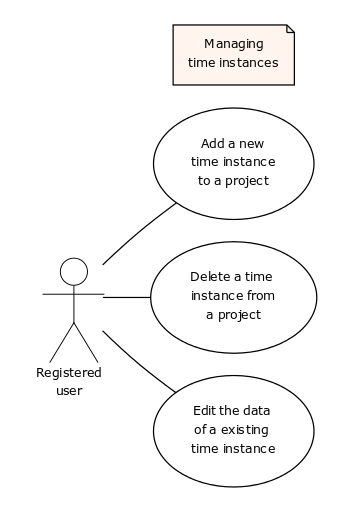 Managing
time instances
Add a new
time instance
to a project
Delete a time
instance from
a project
Registered
user
Edit the data
of a existing
time instance